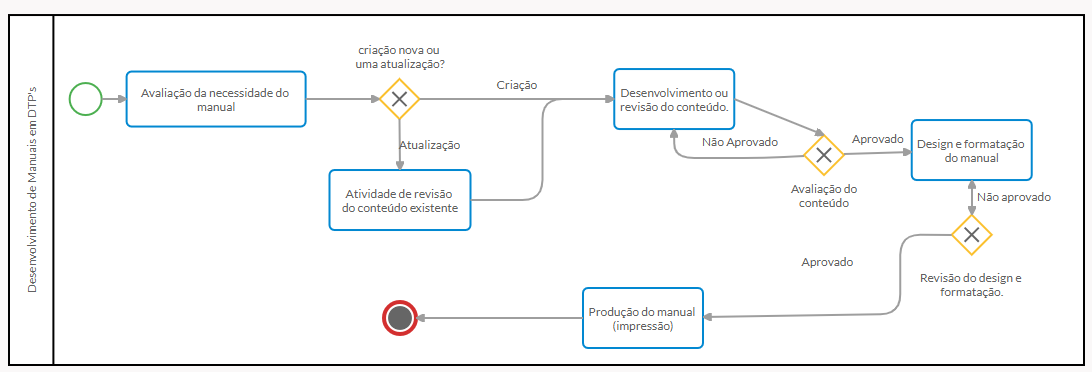 Desenvolvimento de Manuais em DTP's
criação nova ou
uma atualização?
Avaliação da necessidade do
manual
Criação
Atualização
Atividade de revisão
do conteúdo existente
Desenvolvimento ou
revisão do conteúdo.
Não Aprovado
Avaliação do
conteúdo
Aprovado
Design e formatação
do manual
Não aprovado
Revisão do design e
formatação.
Aprovado
Produção do manual
(impressão)